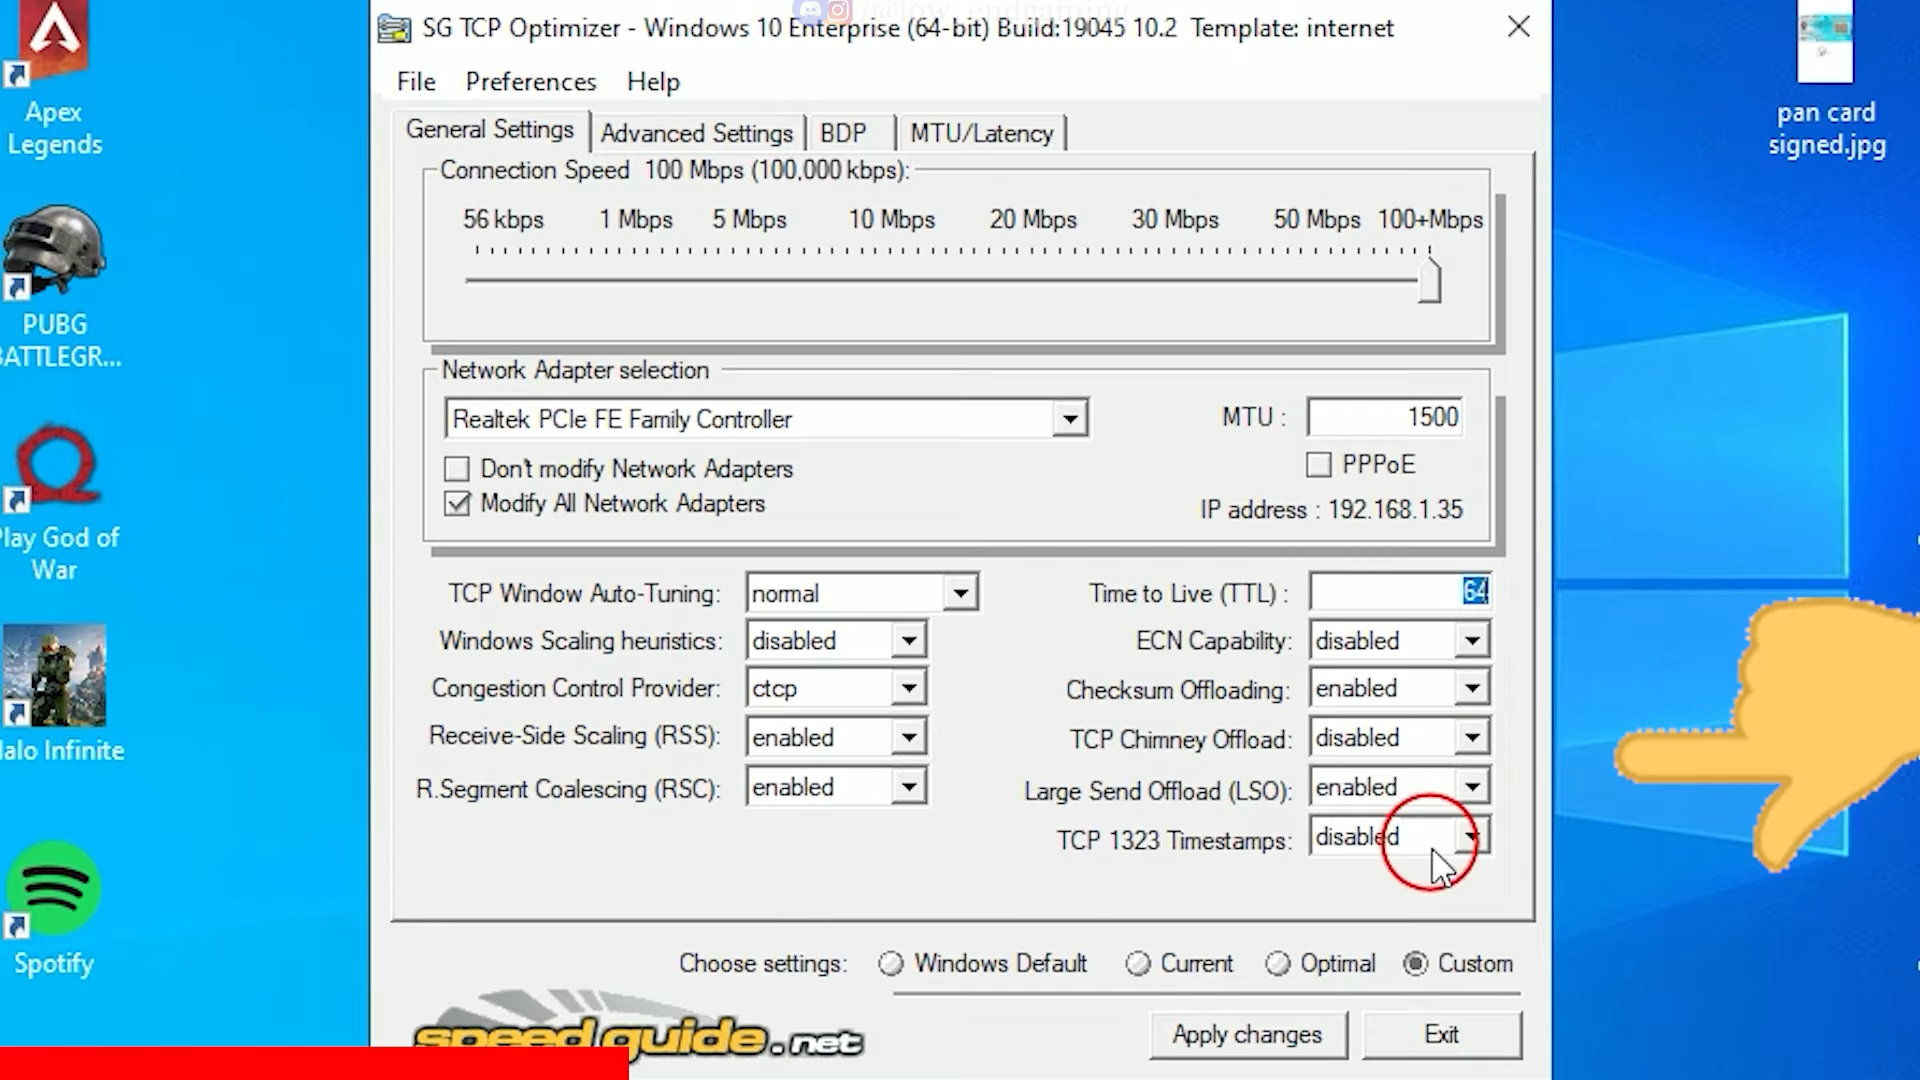 /@low_endgaming
SG TCP Optimizer - Windows 10 Enterprise (64-bit) Build:19045 10.2 Template: internet
File Preferences Help
General Settings Advanced Settings BDP MTU/Latency
Connection Speed 100 Mbps (100,000 kbps):
56 kbps 1 Mbps 5 Mbps 10 Mbps 20 Mbps 30 Mbps 50 Mbps 100+Mbps
Network Adapter selection
Realtek PCIe FE Family Controller
MTU : 1500
Don't modify Network Adapters
PPPoE
Modify All Network Adapters
IP address : 192.168.1.35
TCP Window Auto-Tuning: normal
Time to Live (TTL) : 64
Windows Scaling heuristics: disabled
ECN Capability: disabled
Congestion Control Provider: ctcp
Checksum Offloading: enabled
Receive-Side Scaling (RSS): enabled
TCP Chimney Offload: disabled
R.Segment Coalescing (RSC): enabled
Large Send Offload (LSO): enabled
TCP 1323 Timestamps: disabled
Choose settings: Windows Default Current Optimal Custom
speedguide.net
Apply changes Exit
Apex
Legends
PUBG
BATTLEGR...
Play God of
War
Halo Infinite
Spotify
pan card
signed.jpg